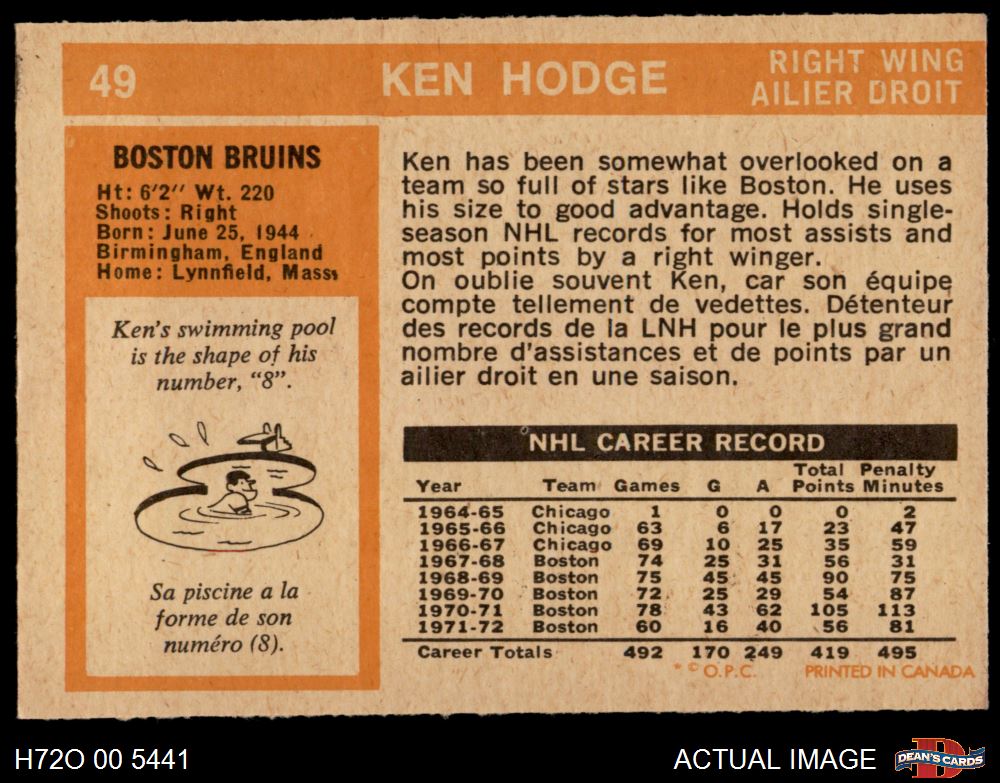 49
KEN HODGE
RIGHT WING
AILIER DROIT
BOSTON BRUINS
Ht: 6'2'' Wt. 220
Shoots: Right
Born: June 25, 1944
Birmingham, England
Home: Lynnfield, Mass.
Ken's swimming pool
is the shape of his
number, "8".
Sa piscine a la
forme de son
numéro (8).
Ken has been somewhat overlooked on a
team so full of stars like Boston. He uses
his size to good advantage. Holds single-
season NHL records for most assists and
most points by a right winger.
On oublie souvent Ken, car son équipe
compte tellement de vedettes. Détenteur
des records de la LNH pour le plus grand
nombre d'assistances et de points par un
ailier droit en une saison.
NHL CAREER RECORD
Year Team Games G A Total Points Penalty Minutes
1964-65 Chicago 1 0 0 0 2
1965-66 Chicago 63 6 17 23 47
1966-67 Chicago 69 10 25 35 59
1967-68 Boston 74 25 31 56 31
1968-69 Boston 75 45 45 90 75
1969-70 Boston 72 25 29 54 87
1970-71 Boston 78 43 62 105 113
1971-72 Boston 60 16 40 56 81
Career Totals 492 170 249 419 495
* © O.P.C. PRINTED IN CANADA
H72O 00 5441
ACTUAL IMAGE
D
DEAN'S CARDS